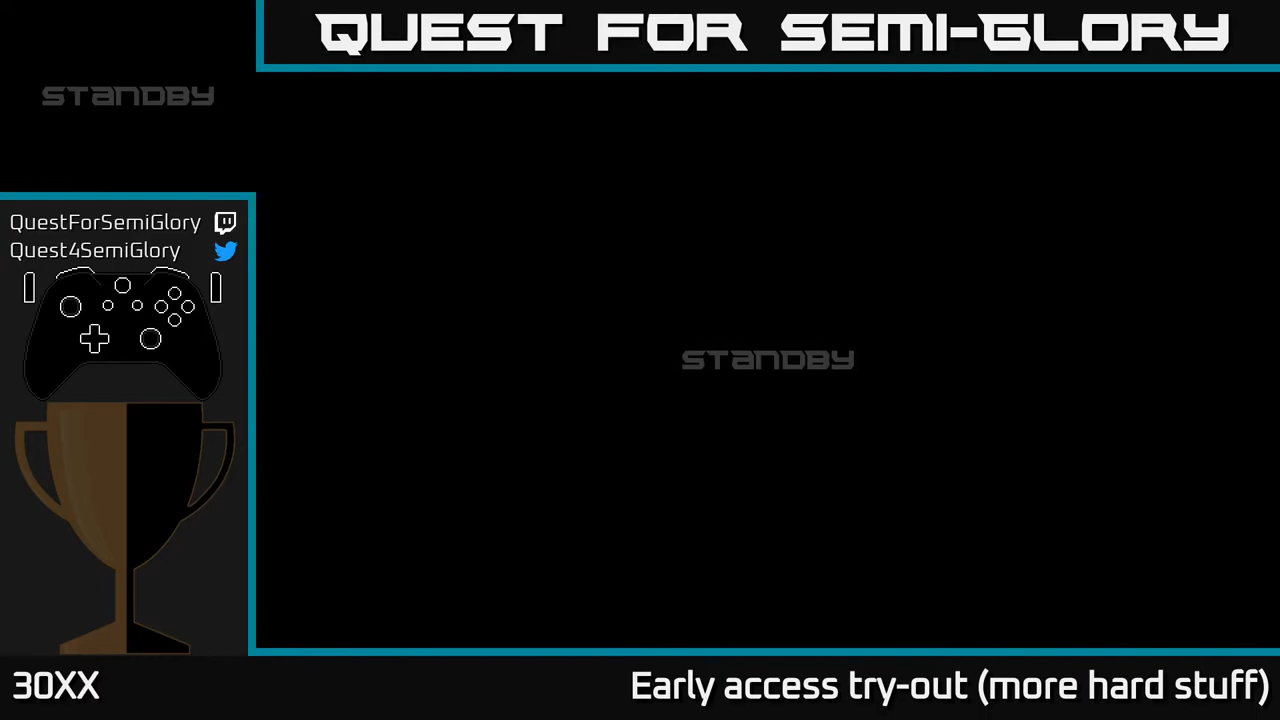 QUEST FOR SEMI-GLORY
STANDBY
QuestForSemiGlory
Quest4SemiGlory
STANDBY
30XX
Early access try-out (more hard stuff)